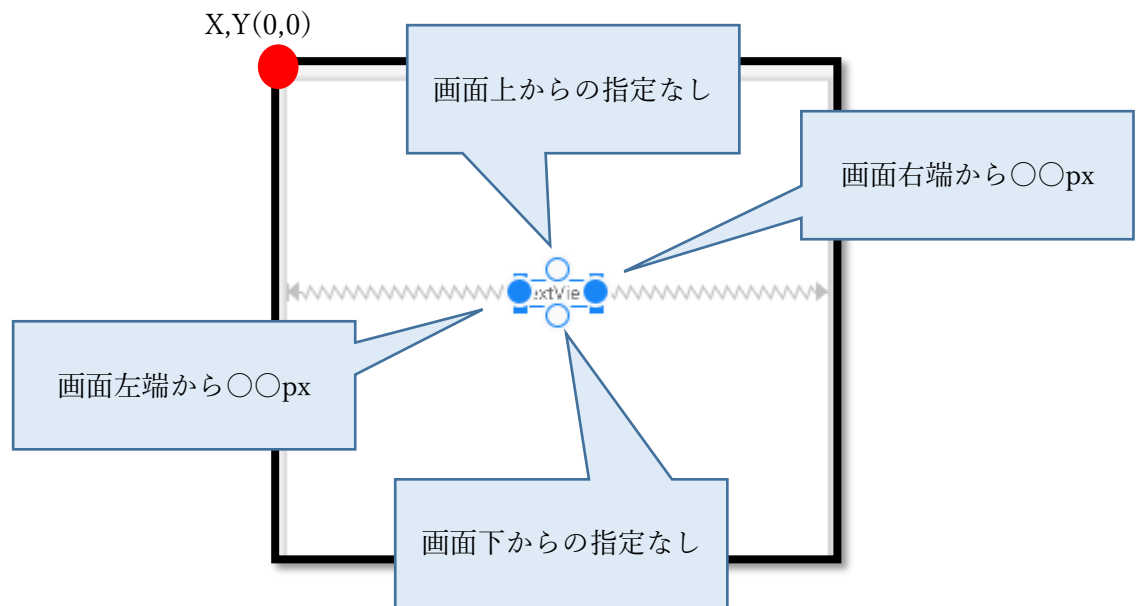 X,Y(0,0)
画面上からの指定なし
画面右端から〇〇px
extVie
画面左端から〇〇px
画面下からの指定なし